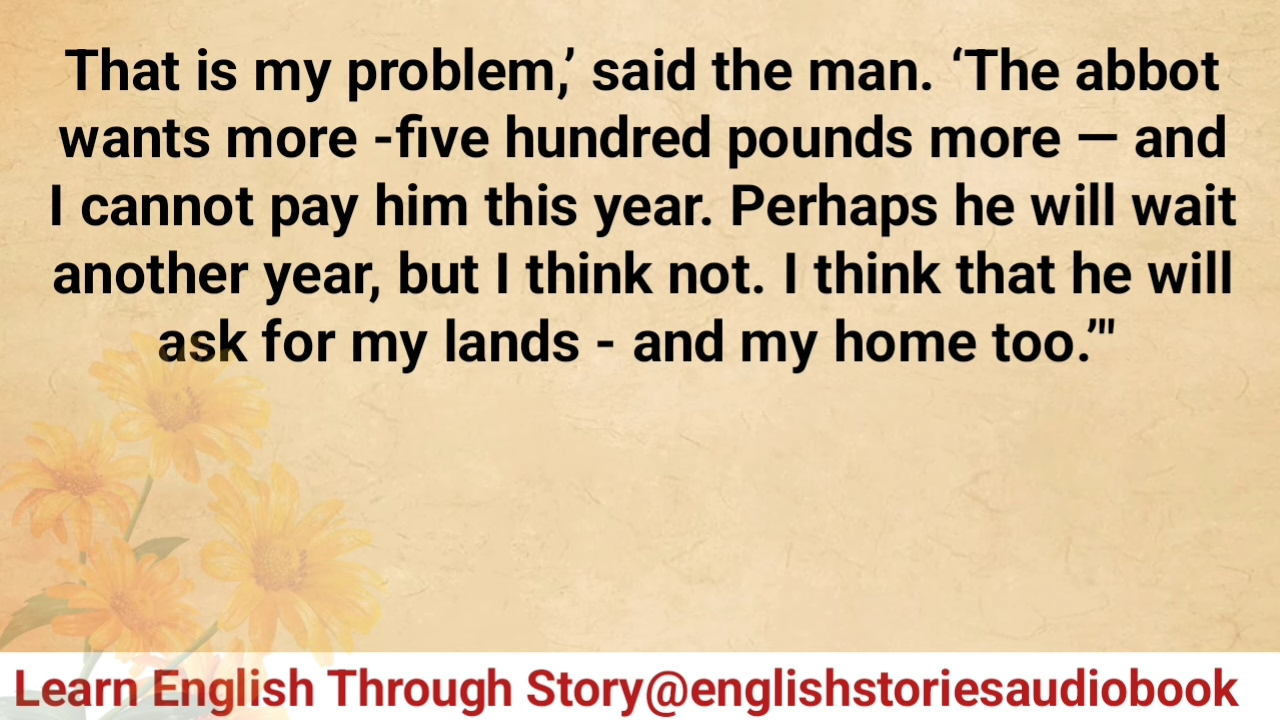 That is my problem,’ said the man. ‘The abbot
wants more -five hundred pounds more — and
I cannot pay him this year. Perhaps he will wait
another year, but I think not. I think that he will
ask for my lands - and my home too.’"
Learn English Through Story@englishstoriesaudiobook